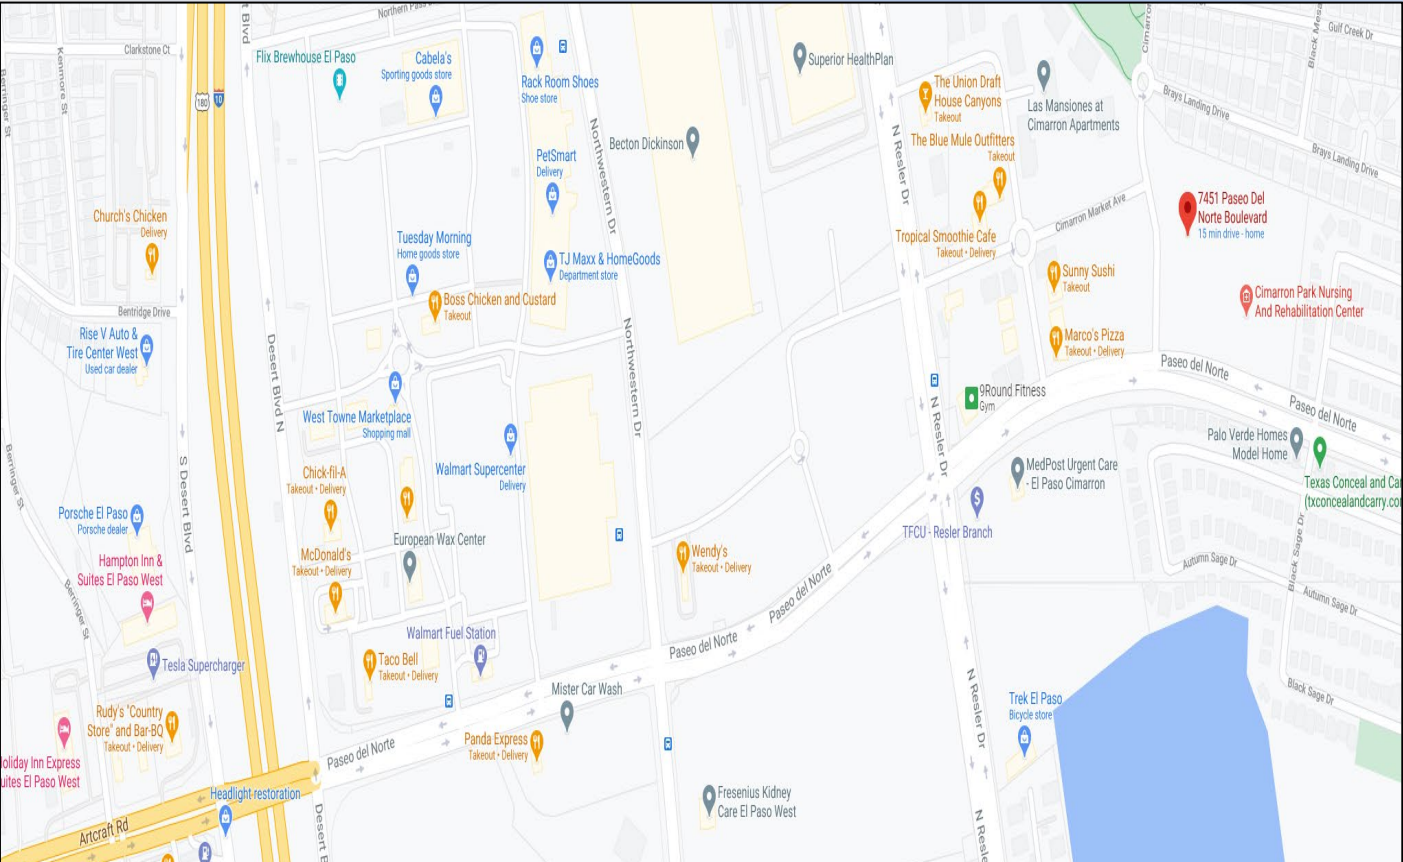 Northern Pass
t Blvd
Clarkstone Ct
Kenmore St
Berringer St
180
10
Flix Brewhouse El Paso
Cabela's
Sporting goods store
Rack Room Shoes
Shoe store
Superior HealthPlan
Cimarron
Black Mesa
Gulf Creek Dr
The Union Draft
House Canyons
Takeout
Las Mansiones at
Cimarron Apartments
Brays Landing Drive
Brays Landing Drive
Northwestern Dr
Becton Dickinson
N Resler Dr
The Blue Mule Outfitters
Takeout
PetSmart
Delivery
Church's Chicken
Delivery
7451 Paseo Del
Norte Boulevard
15 min drive - home
Cimarron Market Ave
Tropical Smoothie Cafe
Takeout • Delivery
Tuesday Morning
Home goods store
TJ Maxx & HomeGoods
Department store
Sunny Sushi
Takeout
Boss Chicken and Custard
Takeout
Cimarron Park Nursing
And Rehabilitation Center
Bentridge Drive
Rise V Auto &
Tire Center West
Used car dealer
Desert Blvd N
Northwestern Dr
Marco's Pizza
Takeout • Delivery
Paseo del Norte
9Round Fitness
Gym
Paseo del Norte
West Towne Marketplace
Shopping mall
N Resler Dr
Palo Verde Homes
Model Home
Walmart Supercenter
Delivery
MedPost Urgent Care
- El Paso Cimarron
Texas Conceal and Ca
(txconcealandcarry.co
Berringer St
S Desert Blvd
Chick-fil-A
Takeout • Delivery
Porsche El Paso
Porsche dealer
European Wax Center
TFCU - Resler Branch
Black Sage Dr
McDonald's
Takeout • Delivery
Wendy's
Takeout • Delivery
Autumn Sage Dr
Autumn Sage Dr
Hampton Inn &
Suites El Paso West
Berringer St
Paseo del Norte
Paseo del Norte
Walmart Fuel Station
Tesla Supercharger
Taco Bell
Takeout • Delivery
Mister Car Wash
N Resler Dr
Trek El Paso
Bicycle store
Black Sage Dr
Rudy's "Country
Store" and Bar-BQ
Takeout • Delivery
Panda Express
Takeout • Delivery
Paseo del Norte
oliday Inn Express
uites El Paso West
Headlight restoration
Fresenius Kidney
Care El Paso West
Artcraft Rd
Desert B
N Resle